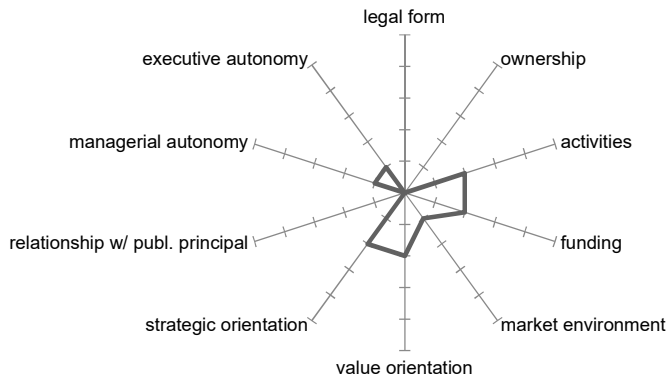 legal form
executive autonomy
ownership
managerial autonomy
activities
relationship w/ publ. principal
funding
strategic orientation
market environment
value orientation